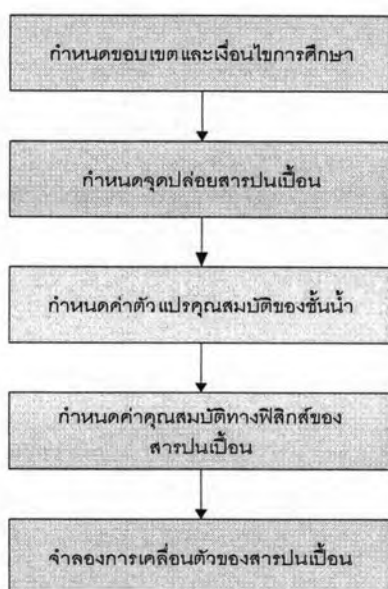 กำหนดขอบเขตและเงื่อนไขการศึกษา
กำหนดจุดปล่อยสารปนเปื้อน
กำหนดค่าตัวแปรคุณสมบัติของชั้นน้ำ
กำหนดค่าคุณสมบัติทางฟิสิกส์ของ
สารปนเปื้อน
จำลองการเคลื่อนตัวของสารปนเปื้อน